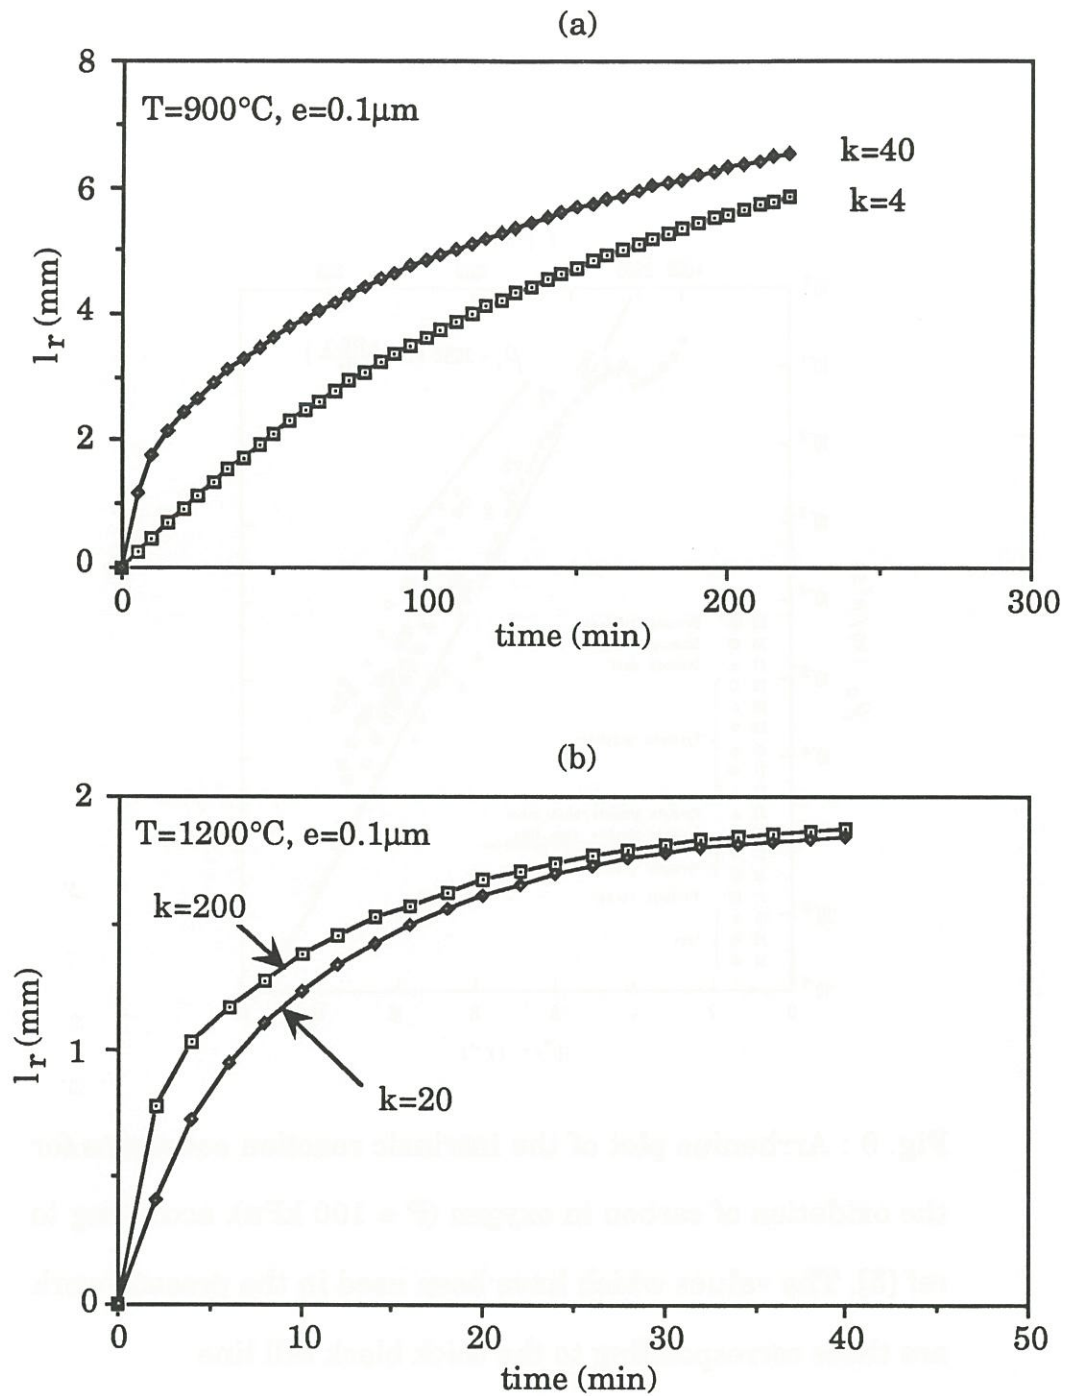 (a)
8
T=900°C, e=0.1μm
k=40
6
k=4
l_r (mm)
4
2
0
0 100 200 300
time (min)
(b)
2
T=1200°C, e=0.1μm
k=200
l_r (mm)
1
k=20
0
0 10 20 30 40 50
time (min)